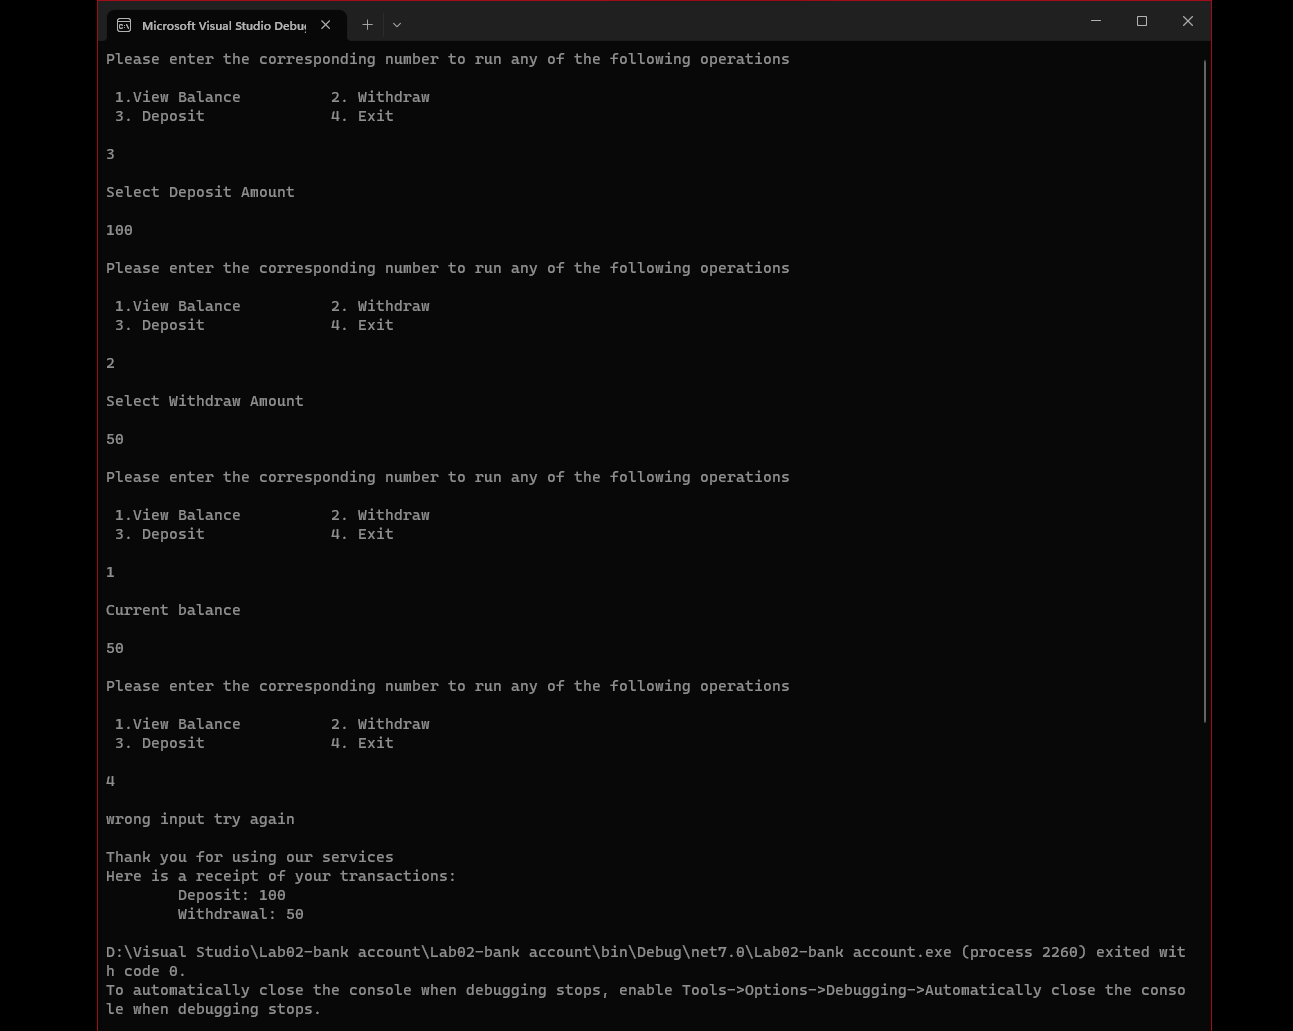 Microsoft Visual Studio Debu
Please enter the corresponding number to run any of the following operations
1.View Balance 2. Withdraw
3. Deposit 4. Exit
3
Select Deposit Amount
100
Please enter the corresponding number to run any of the following operations
1.View Balance 2. Withdraw
3. Deposit 4. Exit
2
Select Withdraw Amount
50
Please enter the corresponding number to run any of the following operations
1.View Balance 2. Withdraw
3. Deposit 4. Exit
1
Current balance
50
Please enter the corresponding number to run any of the following operations
1.View Balance 2. Withdraw
3. Deposit 4. Exit
4
wrong input try again
Thank you for using our services
Here is a receipt of your transactions:
Deposit: 100
Withdrawal: 50
D:\Visual Studio\Lab02-bank account\Lab02-bank account\bin\Debug\net7.0\Lab02-bank account.exe (process 2260) exited wit
h code 0.
To automatically close the console when debugging stops, enable Tools->Options->Debugging->Automatically close the conso
le when debugging stops.